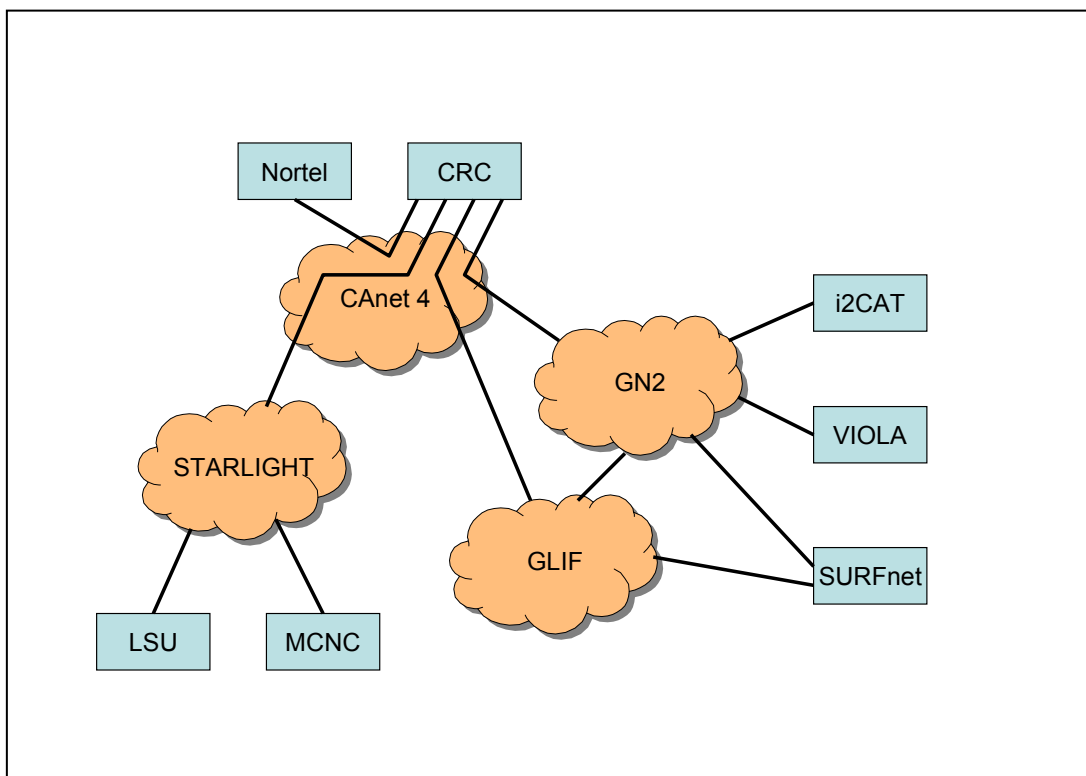 Nortel
CRC
CAnet 4
i2CAT
GN2
VIOLA
STARLIGHT
GLIF
SURFnet
LSU
MCNC